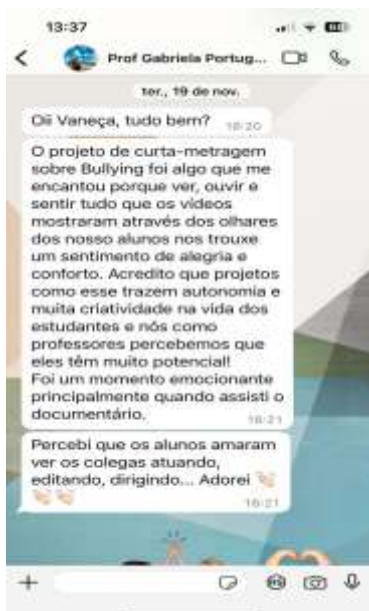 13:37
Prof Gabriela Portug...
ter., 19 de nov.
Oii Vaneça, tudo bem?
18:20
O projeto de curta-metragem
sobre Bullying foi algo que me
encantou porque ver, ouvir e
sentir tudo que os vídeos
mostraram através dos olhares
dos nosso alunos nos trouxe
um sentimento de alegria e
conforto. Acredito que projetos
como esse trazem autonomia e
muita criatividade na vida dos
estudantes e nós como
professores percebemos que
eles têm muito potencial!
Foi um momento emocionante
principalmente quando assisti o
documentário.
18:21
Percebi que os alunos amaram
ver os colegas atuando,
editando, dirigindo... Adorei 👏🏻
👏🏻👏🏻
18:21